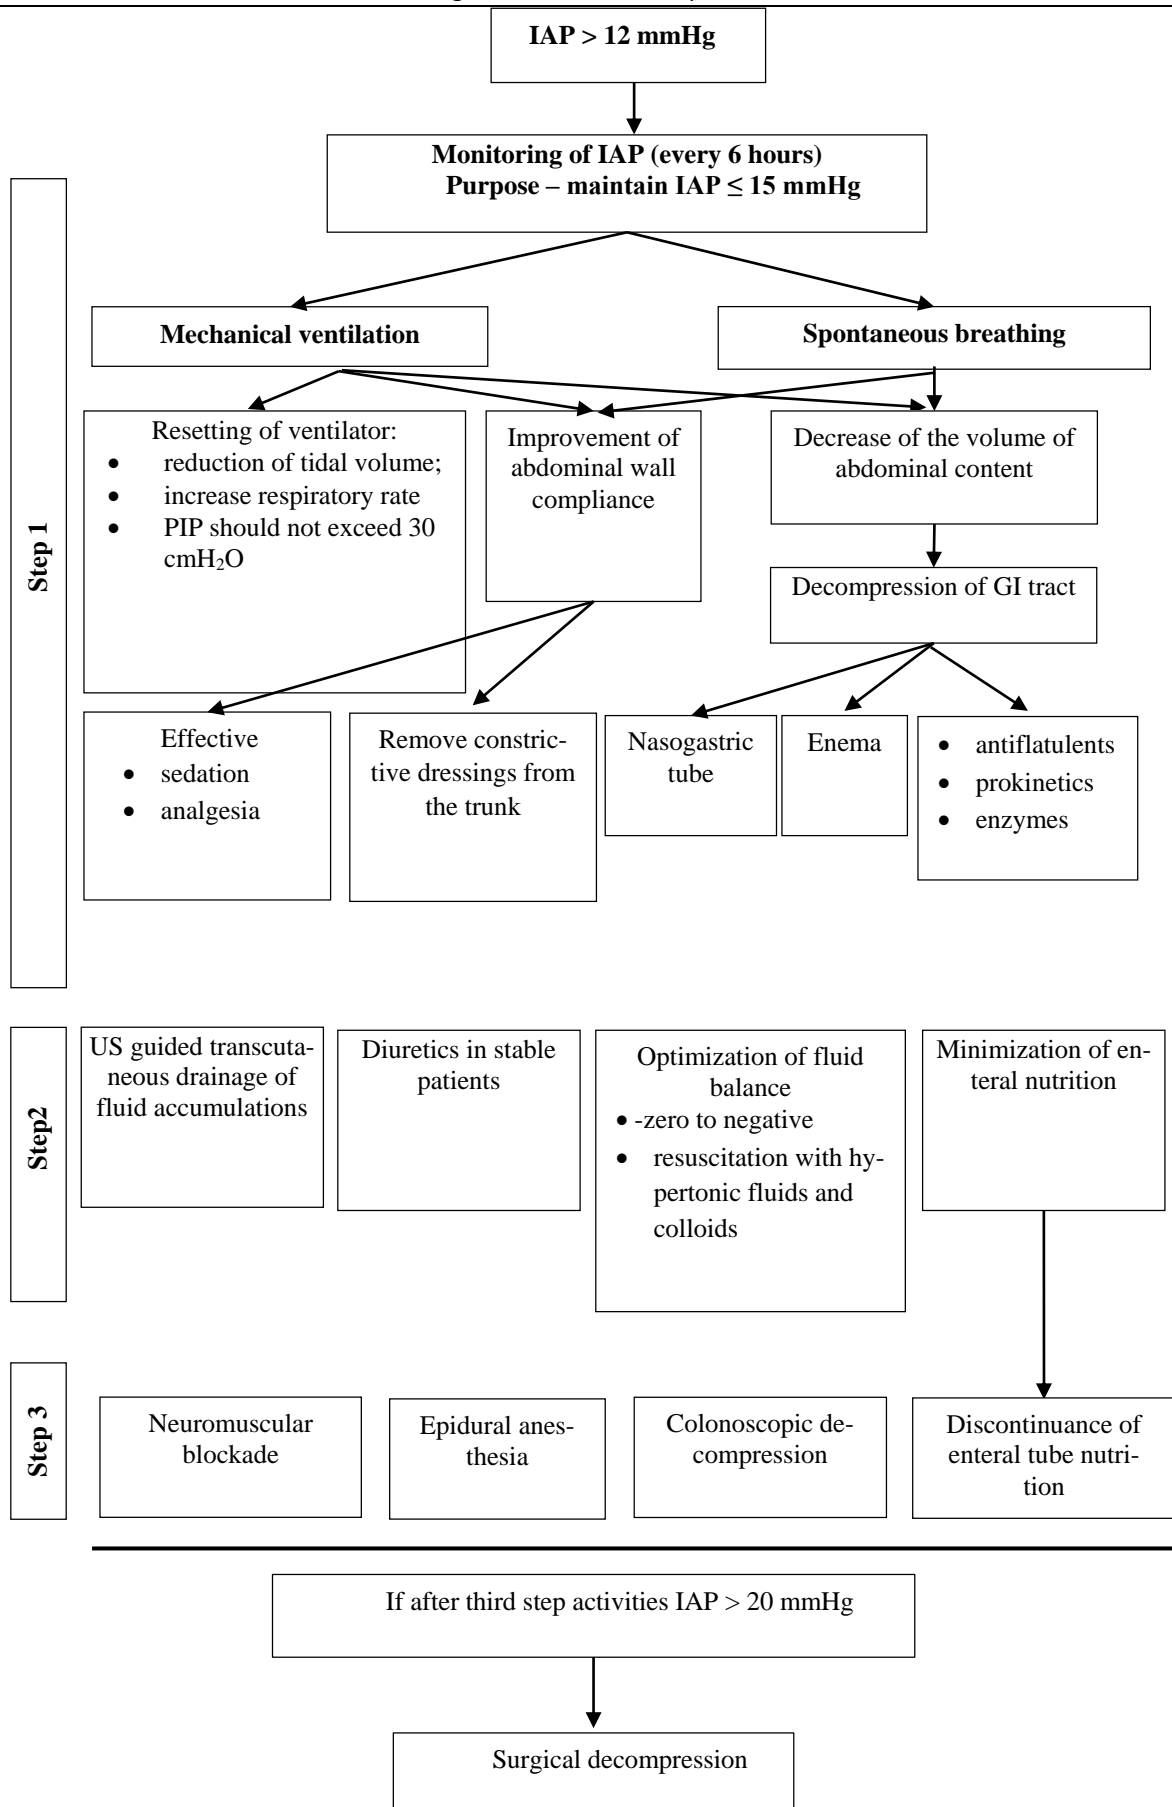 IAP > 12 mmHg
Monitoring of IAP (every 6 hours)
Purpose – maintain IAP ≤ 15 mmHg
Mechanical ventilation
Spontaneous breathing
Step 1
Resetting of ventilator:
• reduction of tidal volume;
• increase respiratory rate
• PIP should not exceed 30
cmH₂O
Improvement of
abdominal wall
compliance
Decrease of the volume of
abdominal content
Decompression of GI tract
Effective
• sedation
• analgesia
Remove constric-
tive dressings from
the trunk
Nasogastric
tube
Enema
• antiflatulents
• prokinetics
• enzymes
Step2
US guided transcuta-
neous drainage of
fluid accumulations
Diuretics in stable
patients
Optimization of fluid
balance
• -zero to negative
• resuscitation with hy-
pertonic fluids and
colloids
Minimization of en-
teral nutrition
Step 3
Neuromuscular
blockade
Epidural anes-
thesia
Colonoscopic de-
compression
Discontinuance of
enteral tube nutri-
tion
If after third step activities IAP > 20 mmHg
Surgical decompression